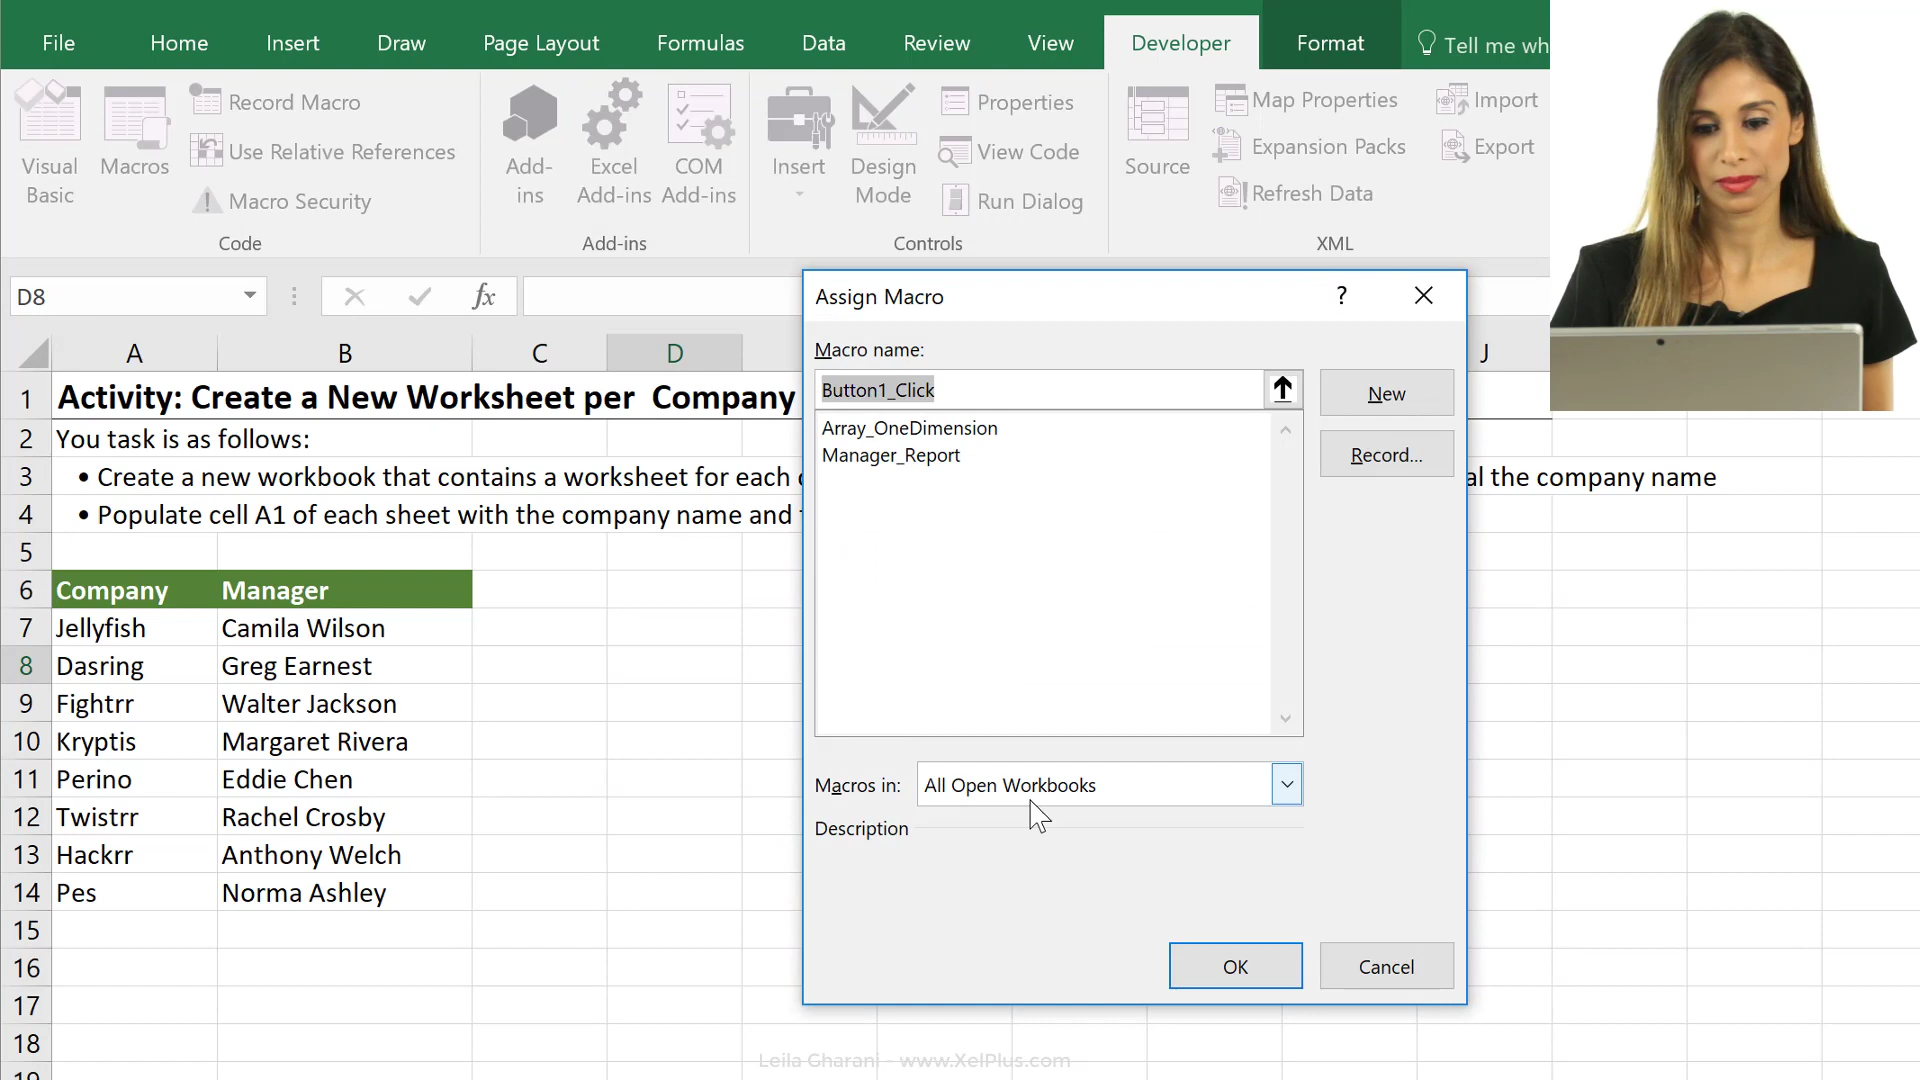 File Home Insert Draw Page Layout Formulas Data Review View Developer Format Tell me wh
Visual Basic
Macros
Record Macro
Use Relative References
Macro Security
Code
Add-ins
Excel Add-ins
COM Add-ins
Add-ins
Insert
Design Mode
Properties
View Code
Run Dialog
Controls
Source
Map Properties
Expansion Packs
Refresh Data
Import
Export
XML
D8 fx
A B C D J
1 Activity: Create a New Worksheet per Company
2 You task is as follows:
3 • Create a new workbook that contains a worksheet for each al the company name
4 • Populate cell A1 of each sheet with the company name and
5
6 Company Manager
7 Jellyfish Camila Wilson
8 Dasring Greg Earnest
9 Fightrr Walter Jackson
10 Kryptis Margaret Rivera
11 Perino Eddie Chen
12 Twistrr Rachel Crosby
13 Hackrr Anthony Welch
14 Pes Norma Ashley
15
16
17
18
19
Assign Macro ?
Macro name:
Button1_Click
New
Array_OneDimension
Manager_Report
Record...
Macros in: All Open Workbooks
Description
OK Cancel
Leila Gharani - www.XelPlus.com